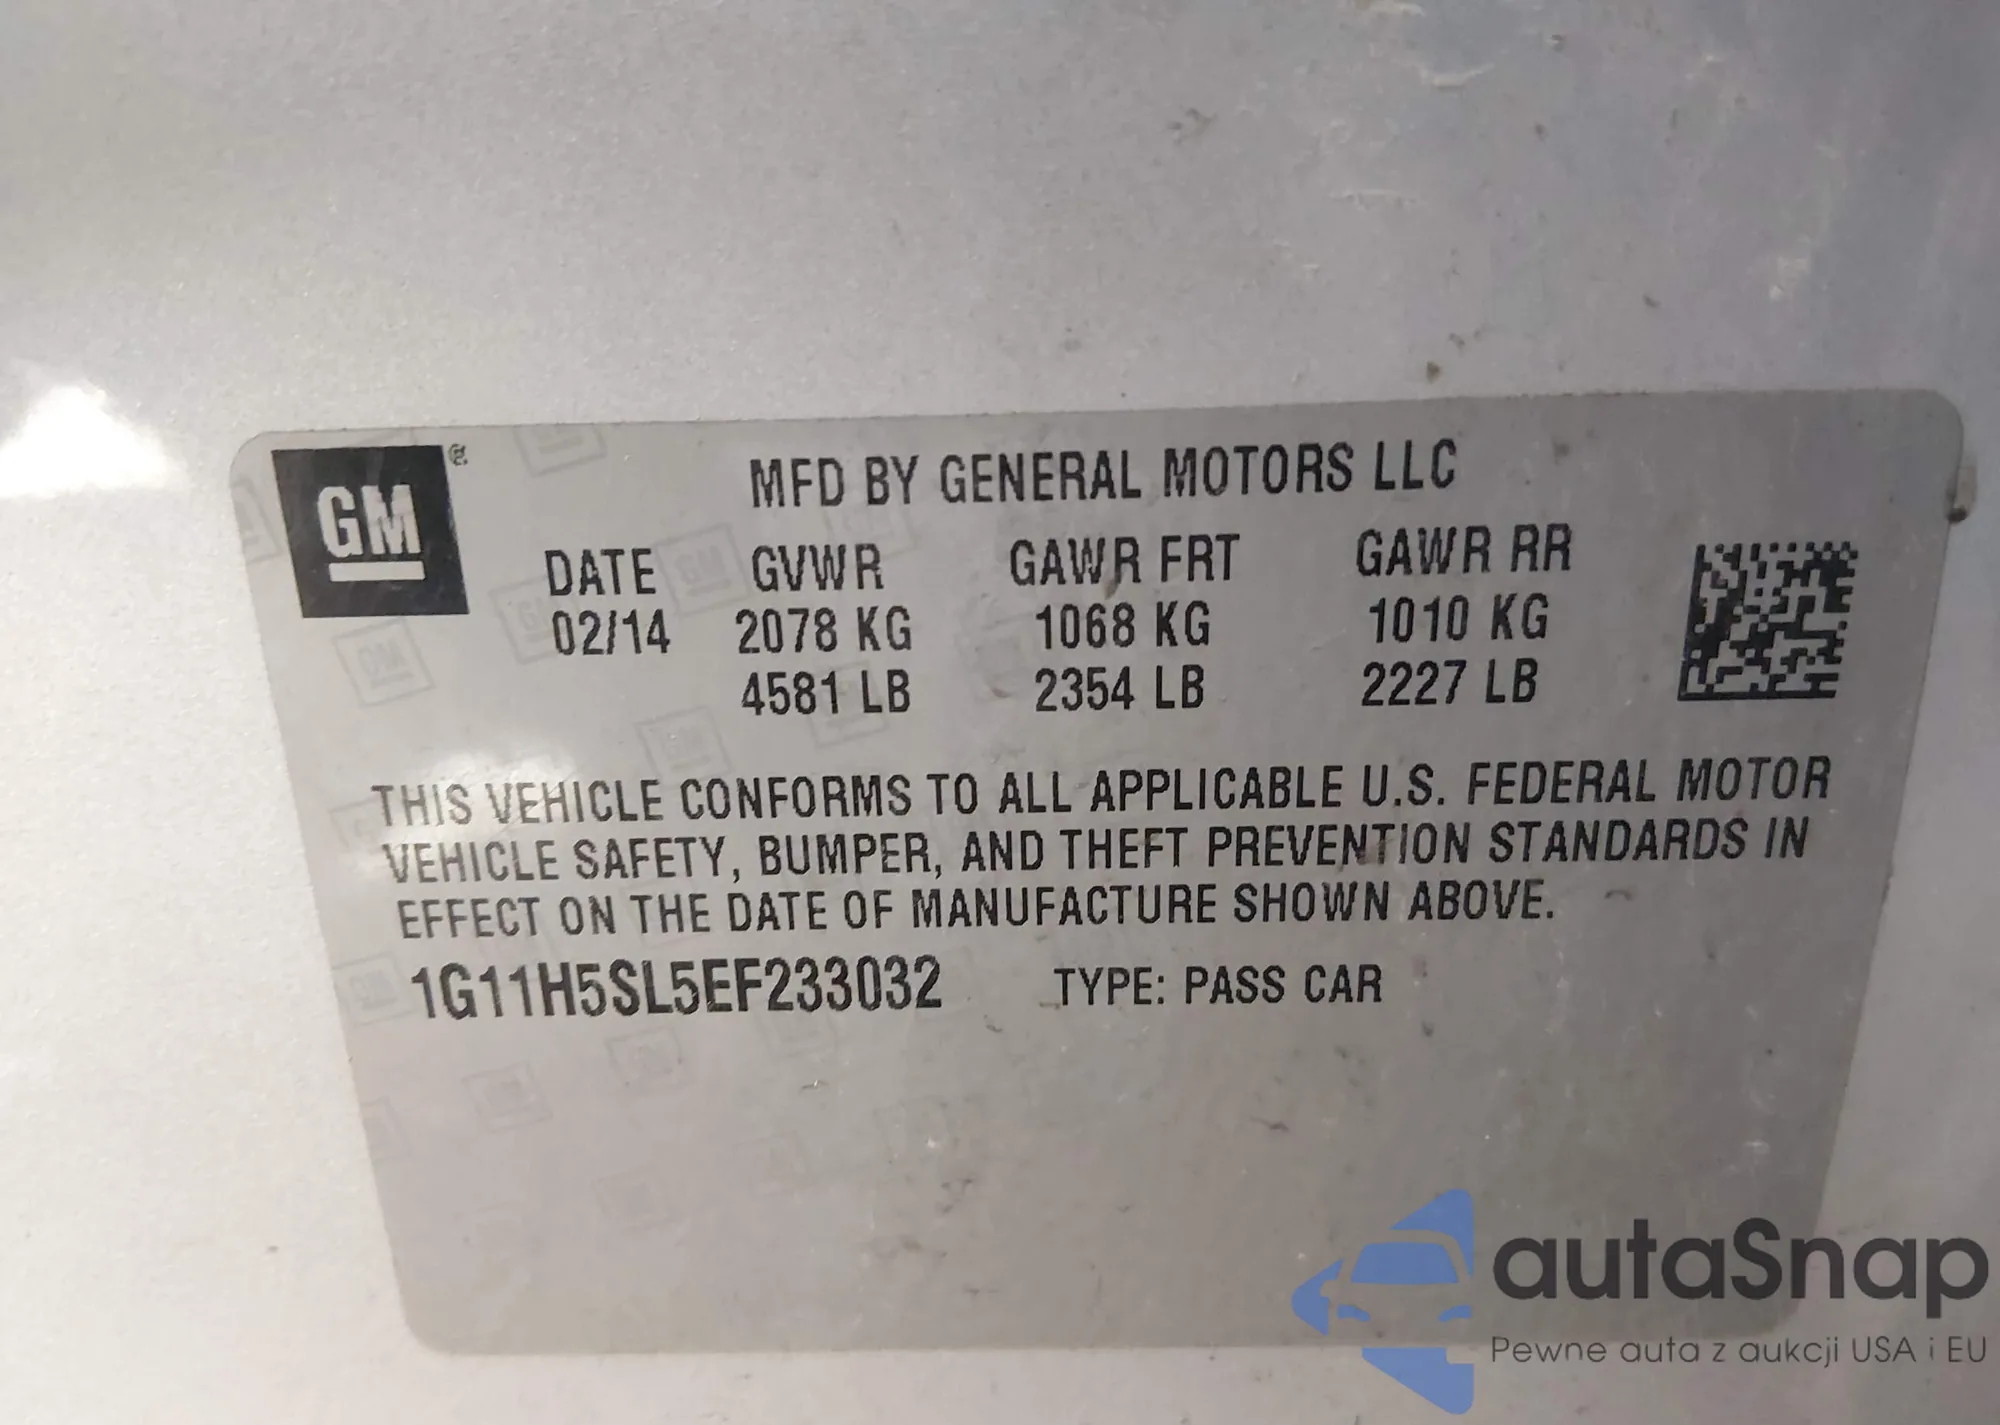 GM ®
MFD BY GENERAL MOTORS LLC
DATE GVWR GAWR FRT GAWR RR
02/14 2078 KG 1068 KG 1010 KG
4581 LB 2354 LB 2227 LB
THIS VEHICLE CONFORMS TO ALL APPLICABLE U.S. FEDERAL MOTOR
VEHICLE SAFETY, BUMPER, AND THEFT PREVENTION STANDARDS IN
EFFECT ON THE DATE OF MANUFACTURE SHOWN ABOVE.
1G11H5SL5EF233032 TYPE: PASS CAR
autaSnap
Pewne auta z aukcji USA i EU